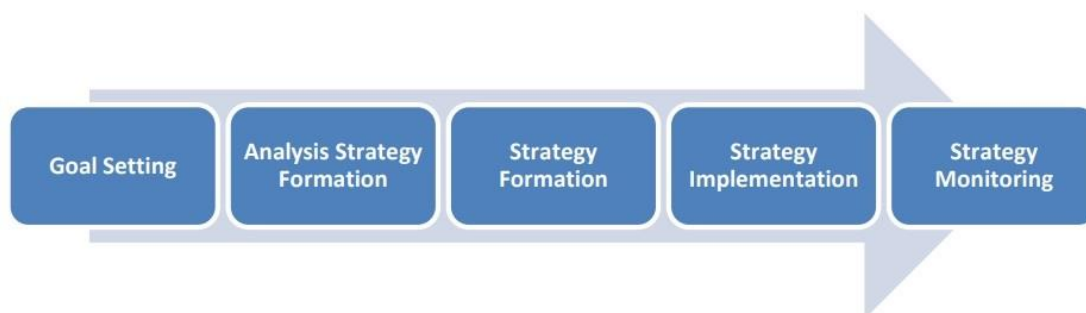 Goal Setting
Analysis Strategy
Formation
Strategy
Formation
Strategy
Implementation
Strategy
Monitoring